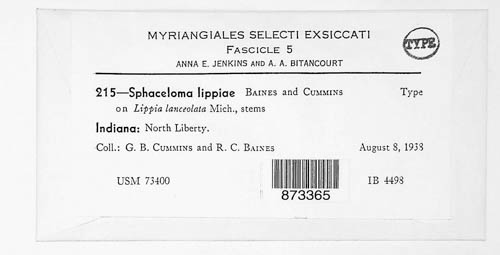 MYRIANGIALES SELECTI EXSICCATI
FASCICLE 5
ANNA E. JENKINS AND A. A. BITANCOURT
TYPE
215—Sphaceloma lippiae BAINES and CUMMINS Type
on Lippia lanceolata Mich., stems
Indiana: North Liberty.
Coll.: G. B. CUMMINS and R. C. BAINES August 8, 1938
USM 73400 IB 4498
873365